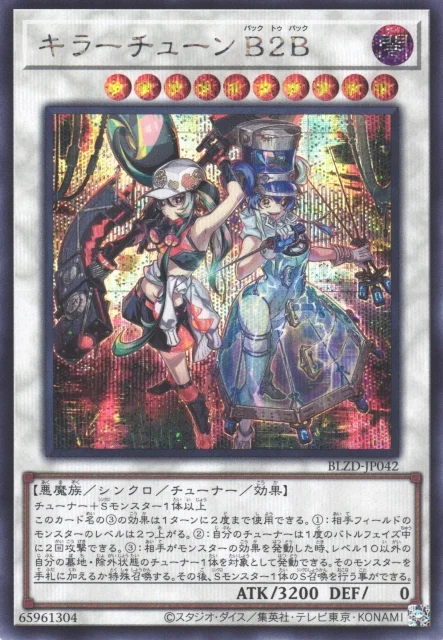 バック トゥ バック
キラーチューンB2B
闇
BLZD-JP042
【悪魔族／シンクロ／チューナー／効果】
チューナー＋Sモンスター1体以上
このカード名の③の効果は1ターンに2度まで使用できる。①：相手フィールドの
モンスターのレベルは2つ上がる。②：自分のチューナーは1度のバトルフェイズ中
に2回攻撃できる。③：相手がモンスターの効果を発動した時、レベル10以外の
自分の墓地・除外状態のチューナー1体を対象として発動できる。そのモンスターを
手札に加えるか特殊召喚する。その後、Sモンスター1体のS召喚を行う事ができる。
ATK/3200 DEF/ 0
65961304 ©スタジオ・ダイス/集英社・テレビ東京・KONAMI